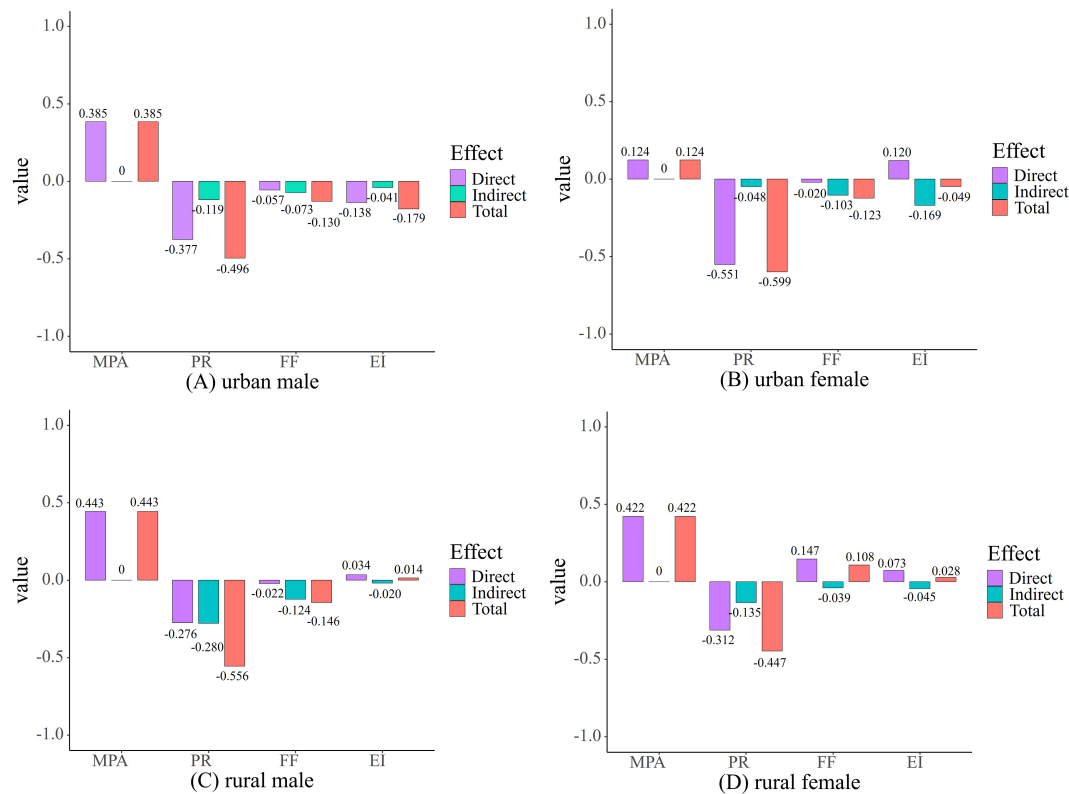 1.0
0.5
0.0
-0.5
-1.0
value
0.385
0
0.385
-0.377
-0.119
-0.496
-0.057
-0.073
-0.130
-0.138
-0.041
-0.179
MPA PR FF EI
Effect
Direct
Indirect
Total
(A) urban male
1.0
0.5
0.0
-0.5
-1.0
value
0.124
0
0.124
-0.551
-0.048
-0.599
-0.020
-0.103
-0.123
0.120
-0.169
-0.049
MPA PR FF EI
Effect
Direct
Indirect
Total
(B) urban female
1.0
0.5
0.0
-0.5
-1.0
value
0.443
0
0.443
-0.276
-0.280
-0.556
-0.022
-0.124
-0.146
0.034
-0.020
0.014
MPA PR FF EI
Effect
Direct
Indirect
Total
(C) rural male
1.0
0.5
0.0
-0.5
-1.0
value
0.422
0
0.422
-0.312
-0.135
-0.447
0.147
-0.039
0.108
0.073
-0.045
0.028
MPA PR FF EI
Effect
Direct
Indirect
Total
(D) rural female